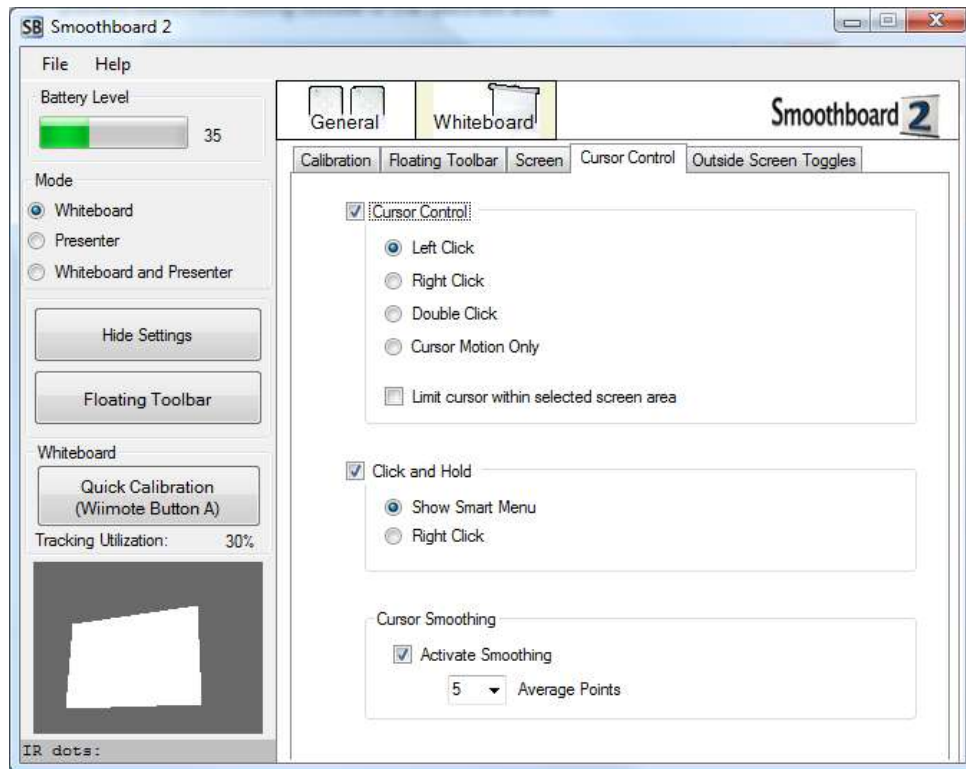 SB Smoothboard 2
File Help
Battery Level
35
Mode
Whiteboard
Presenter
Whiteboard and Presenter
Hide Settings
Floating Toolbar
Whiteboard
Quick Calibration
(Wiimote Button A)
Tracking Utilization: 30%
IR dots:
General
Whiteboard
Smoothboard 2
Calibration
Floating Toolbar
Screen
Cursor Control
Outside Screen Toggles
Cursor Control
Left Click
Right Click
Double Click
Cursor Motion Only
Limit cursor within selected screen area
Click and Hold
Show Smart Menu
Right Click
Cursor Smoothing
Activate Smoothing
5 Average Points